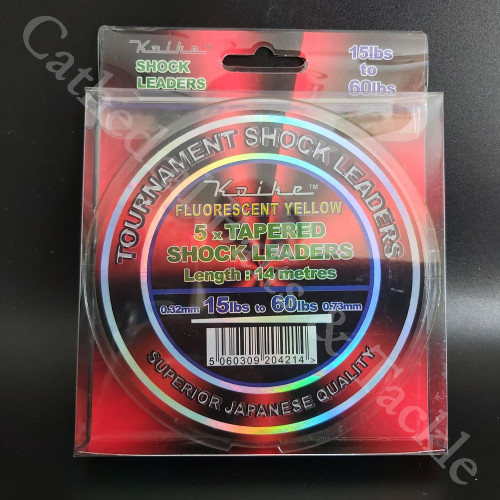 Koike
SHOCK
LEADERS
15lbs
to
60lbs
TOURNAMENT SHOCK LEADERS
Koike™
FLUORESCENT YELLOW
5 x TAPERED
SHOCK LEADERS
Length : 14 metres
0.32mm 15lbs to 60lbs 0.73mm
5 060309 204214 >
SUPERIOR JAPANESE QUALITY
& Tackle